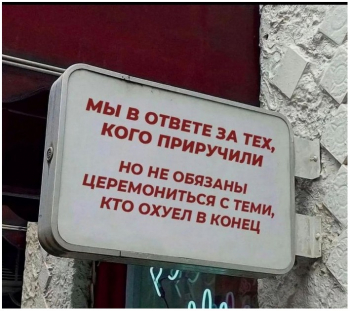 МЫ В ОТВЕТЕ ЗА ТЕХ,
КОГО ПРИРУЧИЛИ
НО НЕ ОБЯЗАНЫ
ЦЕРЕМОНИТЬСЯ С ТЕМИ,
КТО ОХУЕЛ В КОНЕЦ